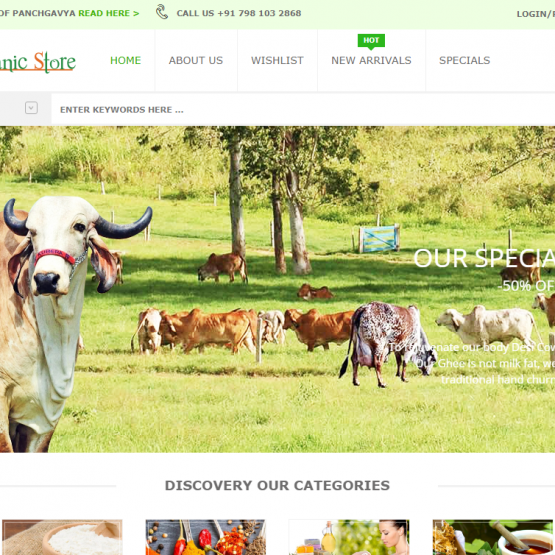 OF PANCHGAVYA READ HERE > CALL US +91 798 103 2868 LOGIN/
anic Store
HOME ABOUT US WISHLIST HOT NEW ARRIVALS SPECIALS
ENTER KEYWORDS HERE ...
OUR SPECIA
-50% OF
To rejuvenate our body Desi Cow
Our Ghee is not milk fat, we
traditional hand churn
DISCOVERY OUR CATEGORIES